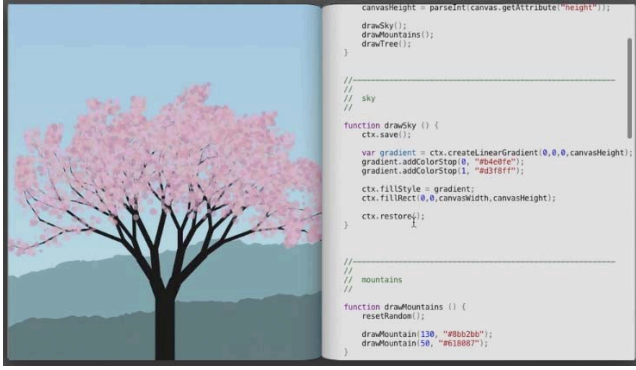 canvasHeight = parseInt(canvas.getAttribute("height"));
drawSky();
drawMountains();
drawTree();
}
//
//
// sky
//
function drawSky () {
ctx.save();
var gradient = ctx.createLinearGradient(0,0,0,canvasHeight);
gradient.addColorStop(0, "#b4e0fe");
gradient.addColorStop(1, "#d3f8ff");
ctx.fillStyle = gradient;
ctx.fillRect(0,0,canvasWidth,canvasHeight);
ctx.restore();
}
//
//
// mountains
//
function drawMountains () {
resetRandom();
drawMountain(130, "#8bb2bb");
drawMountain(50, "#618087");
}